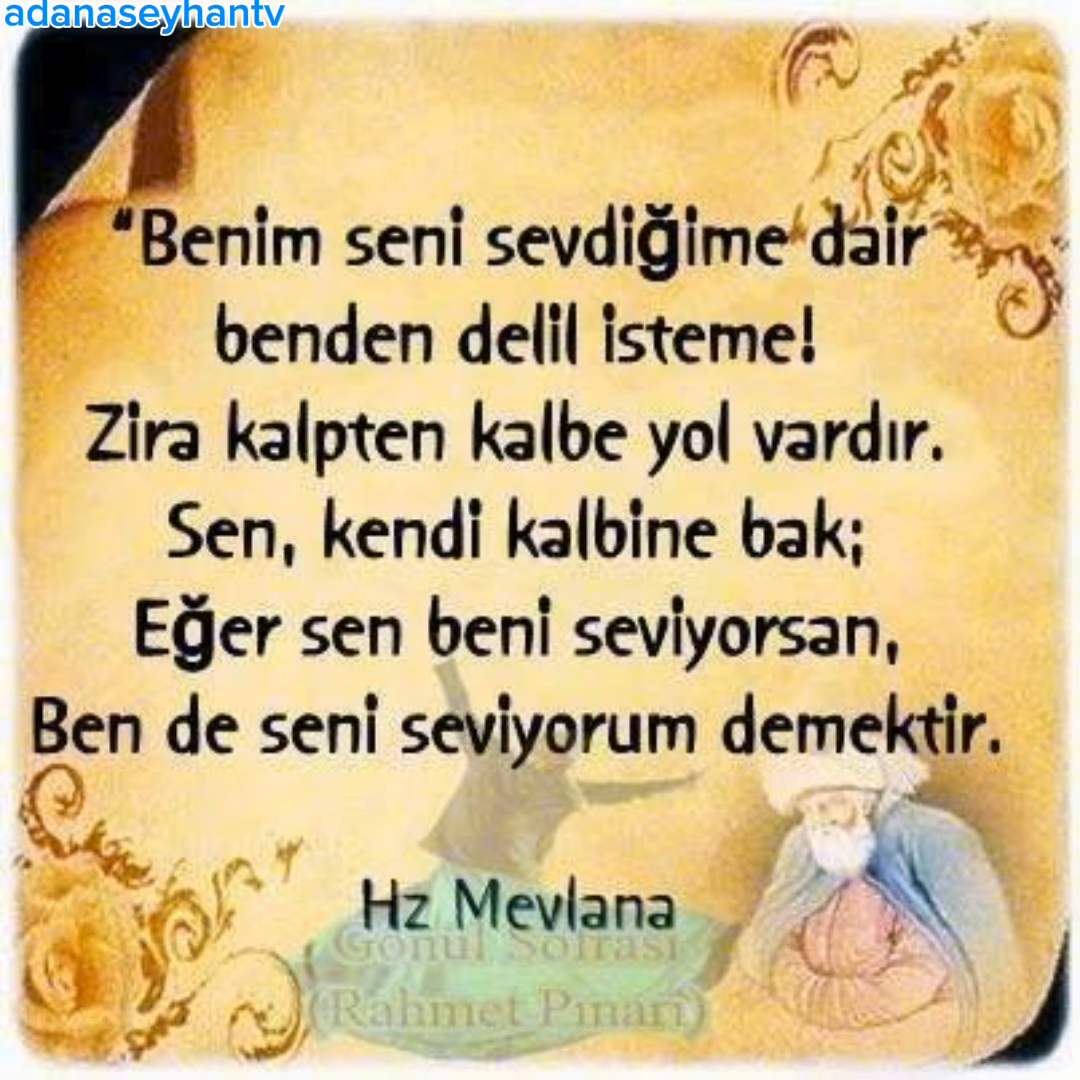 adanaseyhantv
“Benim seni sevdiğime dair
benden delil isteme!
Zira kalpten kalbe yol vardır.
Sen, kendi kalbine bak;
Eğer sen beni seviyorsan,
Ben de seni seviyorum demektir.
Hz Mevlana
Gönül Sofrası
(Rahmet Pınarı)